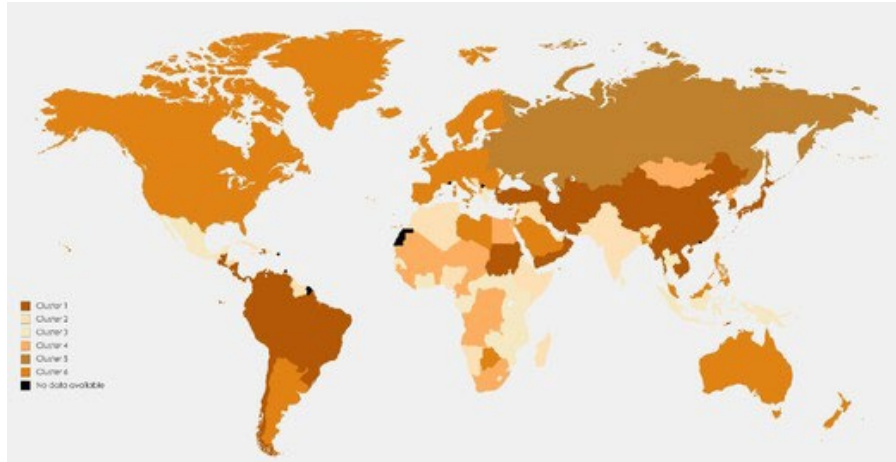 Cluster 1
Cluster 2
Cluster 3
Cluster 4
Cluster 5
Cluster 6
No data available